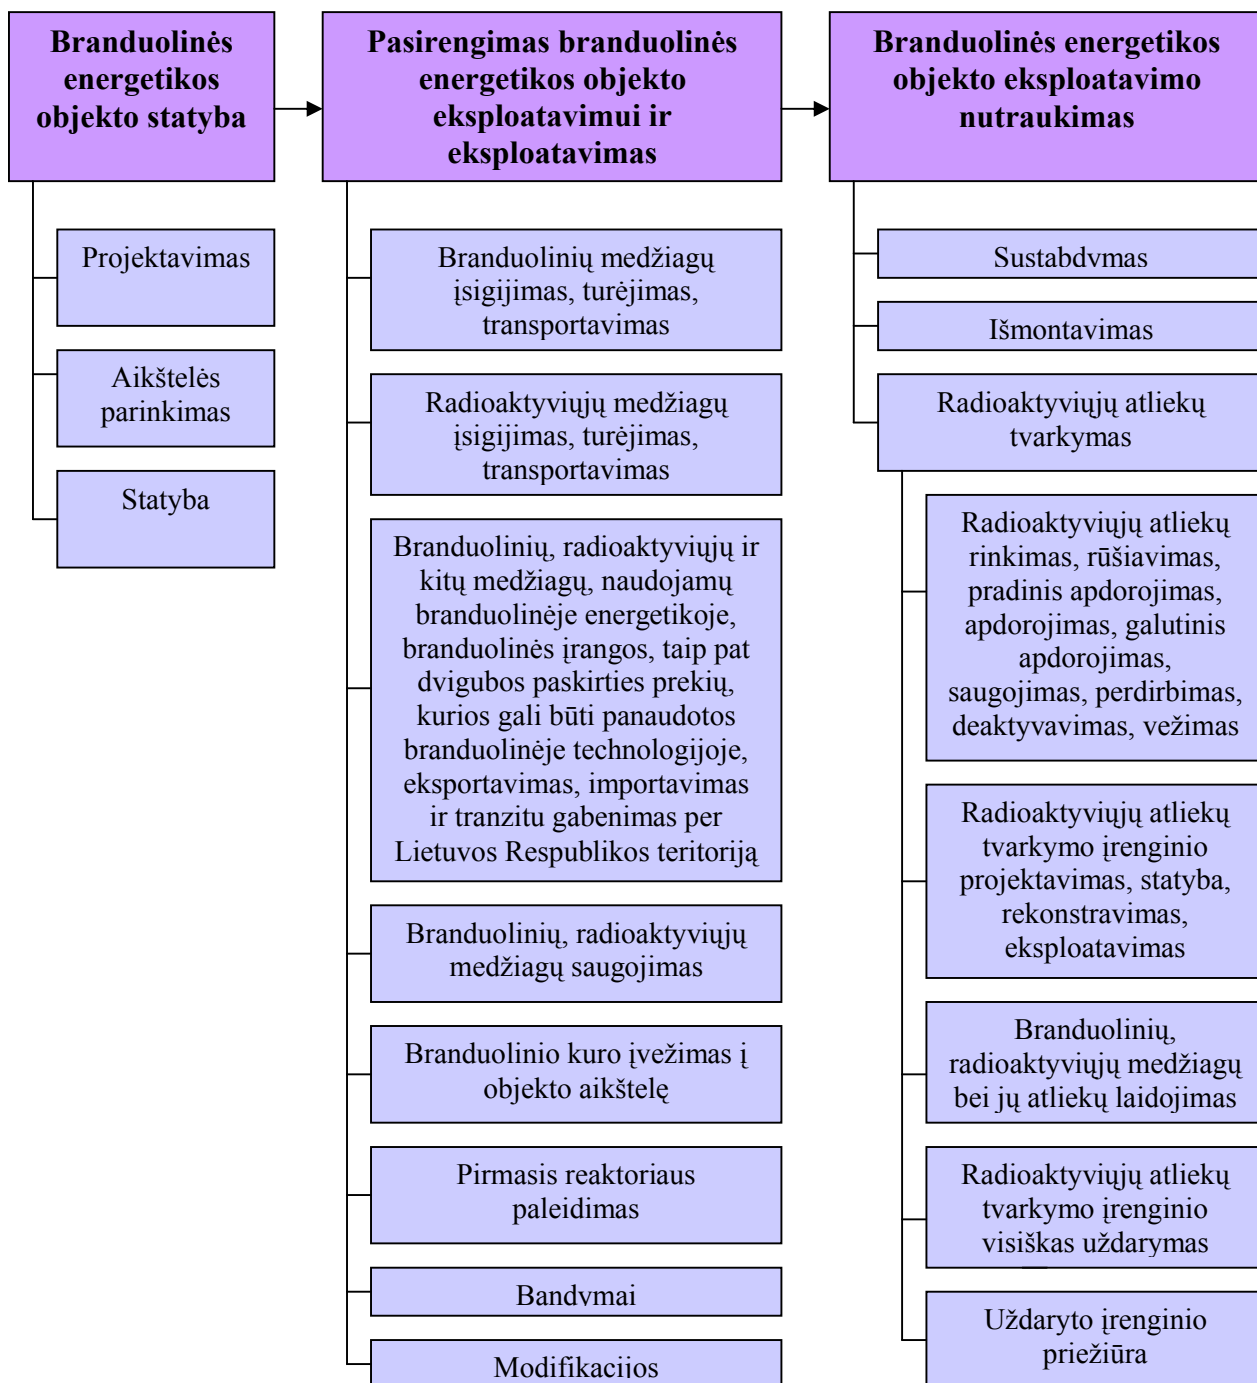 Branduolinės
energetikos
objekto statyba
Projektavimas
Aikštelės
parinkimas
Statyba
Pasirengimas branduolinės
energetikos objekto
eksploatavimui ir
eksploatavimas
Branduolinių medžiagų
įsigijimas, turėjimas,
transportavimas
Radioaktyviųjų medžiagų
įsigijimas, turėjimas,
transportavimas
Branduolinių, radioaktyviųjų ir
kitų medžiagų, naudojamų
branduolinėje energetikoje,
branduolinės įrangos, taip pat
dvigubos paskirties prekių,
kurios gali būti panaudotos
branduolinėje technologijoje,
eksportavimas, importavimas
ir tranzitu gabenimas per
Lietuvos Respublikos teritoriją
Branduolinių, radioaktyviųjų
medžiagų saugojimas
Branduolinio kuro įvežimas į
objekto aikštelę
Pirmasis reaktoriaus
paleidimas
Bandymai
Modifikacijos
Branduolinės energetikos
objekto eksploatavimo
nutraukimas
Sustabdymas
Išmontavimas
Radioaktyviųjų atliekų
tvarkymas
Radioaktyviųjų atliekų
rinkimas, rūšiavimas,
pradinis apdorojimas,
apdorojimas, galutinis
apdorojimas,
saugojimas, perdirbimas,
deaktyvavimas, vežimas
Radioaktyviųjų atliekų
tvarkymo įrenginio
projektavimas, statyba,
rekonstravimas,
eksploatavimas
Branduolinių,
radioaktyviųjų medžiagų
bei jų atliekų laidojimas
Radioaktyviųjų atliekų
tvarkymo įrenginio
visiškas uždarymas
Uždaryto įrenginio
priežiūra